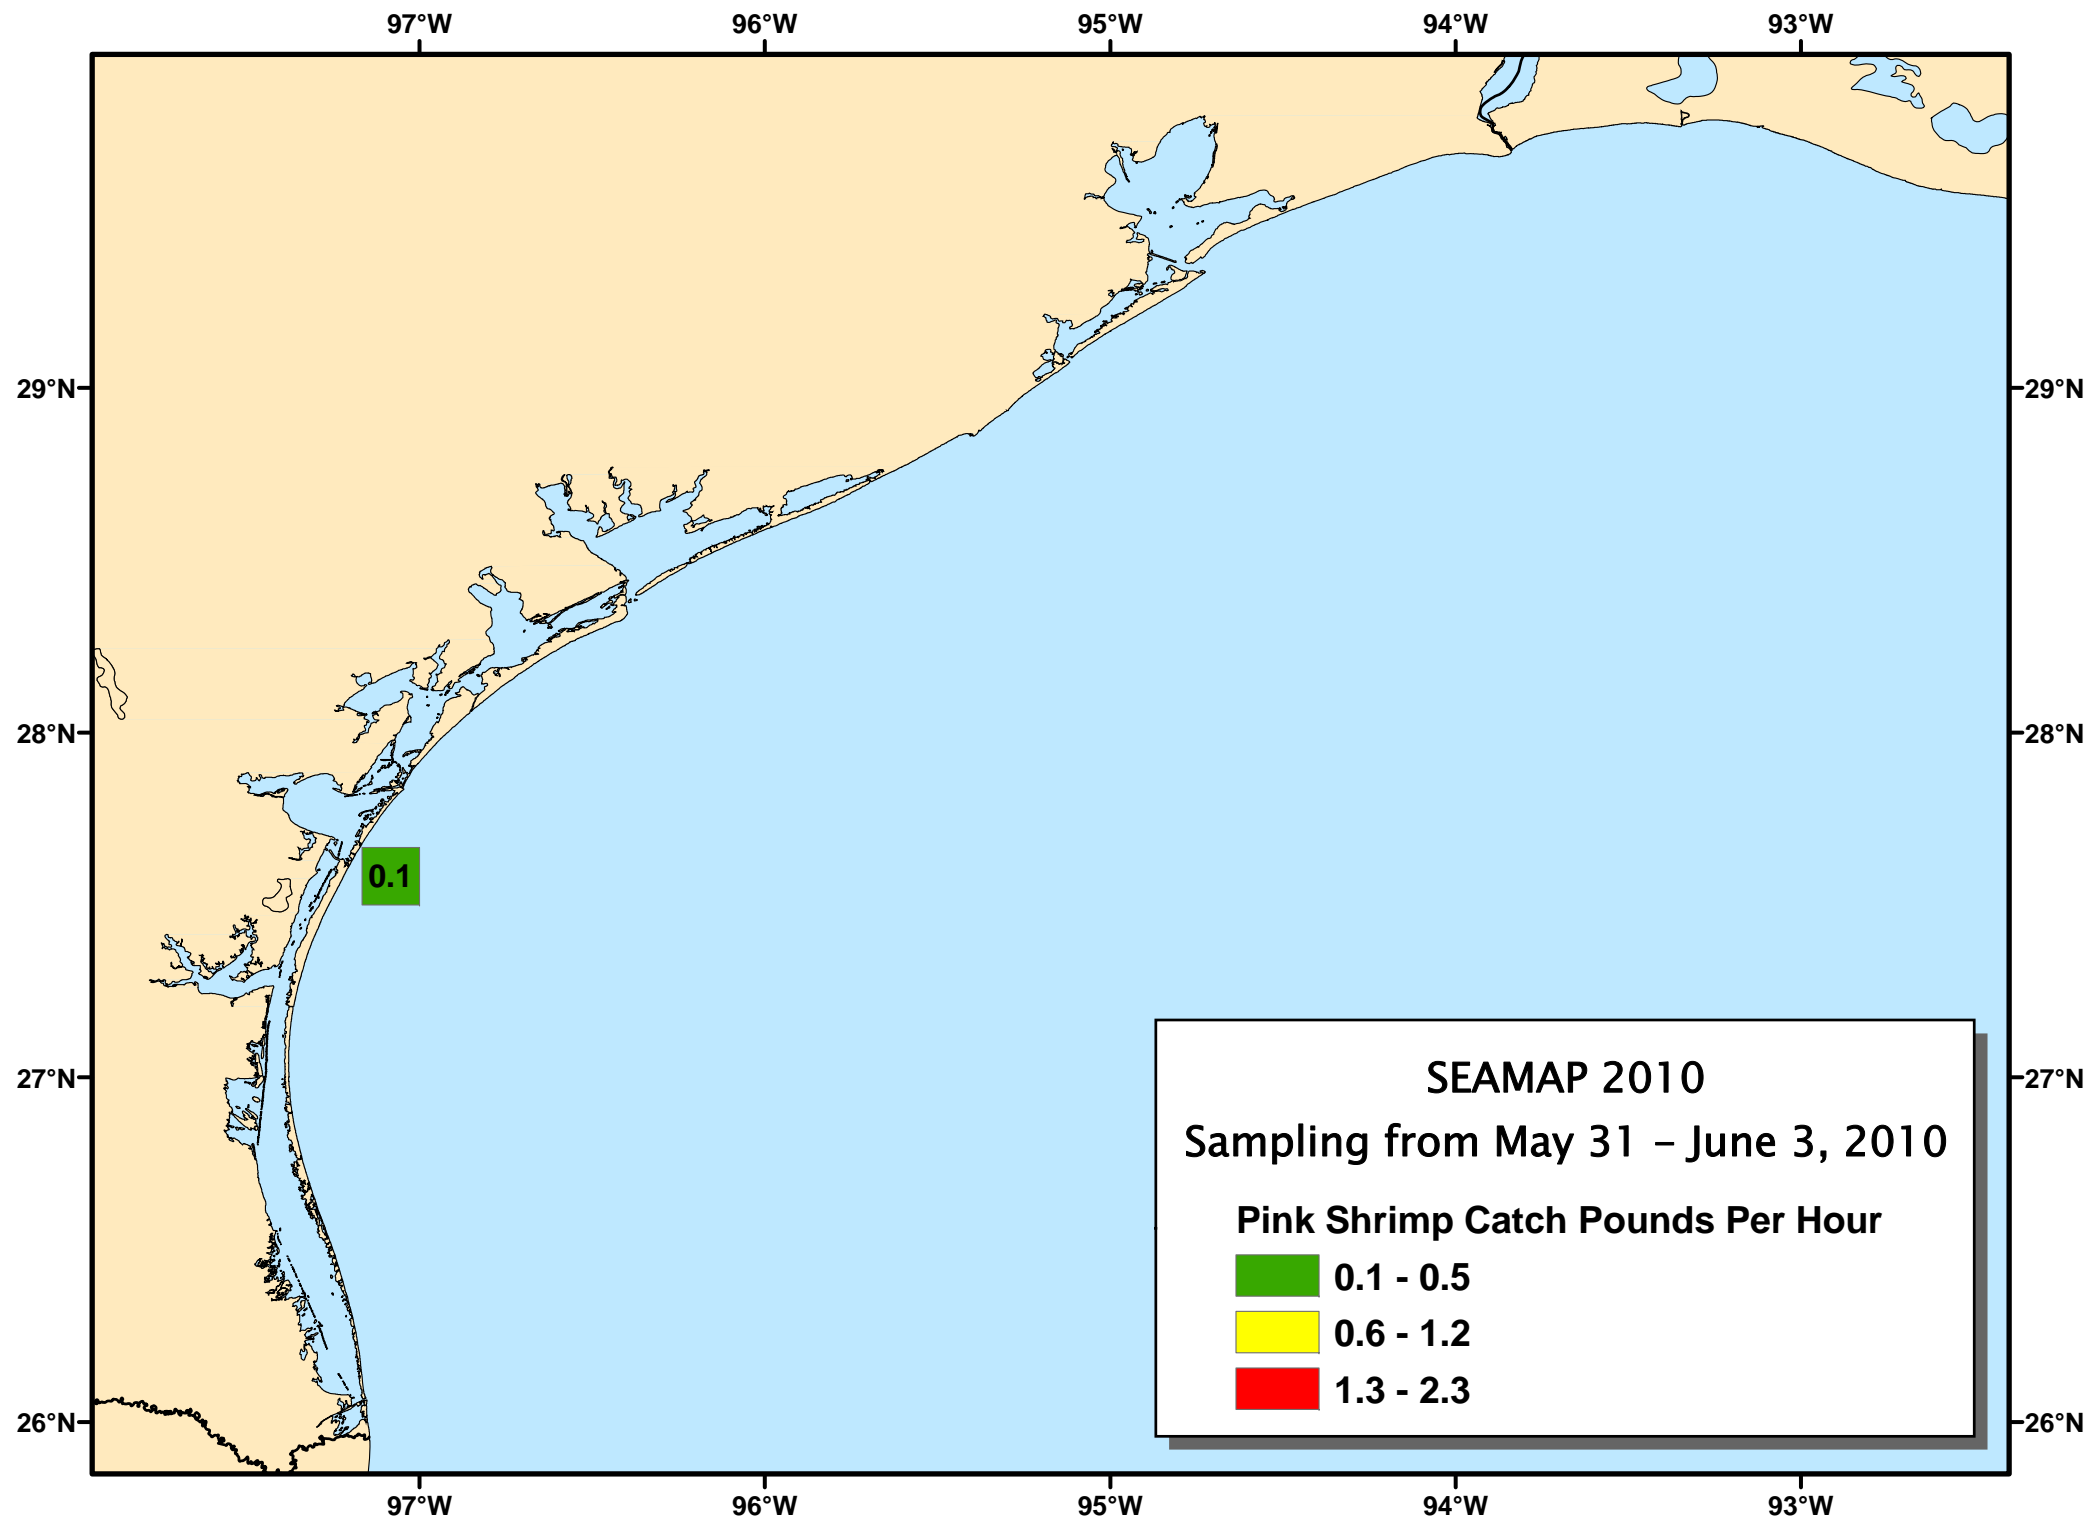 97°W 96°W 95°W 94°W 93°W
29°N 29°N
28°N 28°N
0.1
27°N 27°N
SEAMAP 2010
Sampling from May 31 – June 3, 2010
Pink Shrimp Catch Pounds Per Hour
0.1 - 0.5
0.6 - 1.2
1.3 - 2.3
26°N 26°N
97°W 96°W 95°W 94°W 93°W